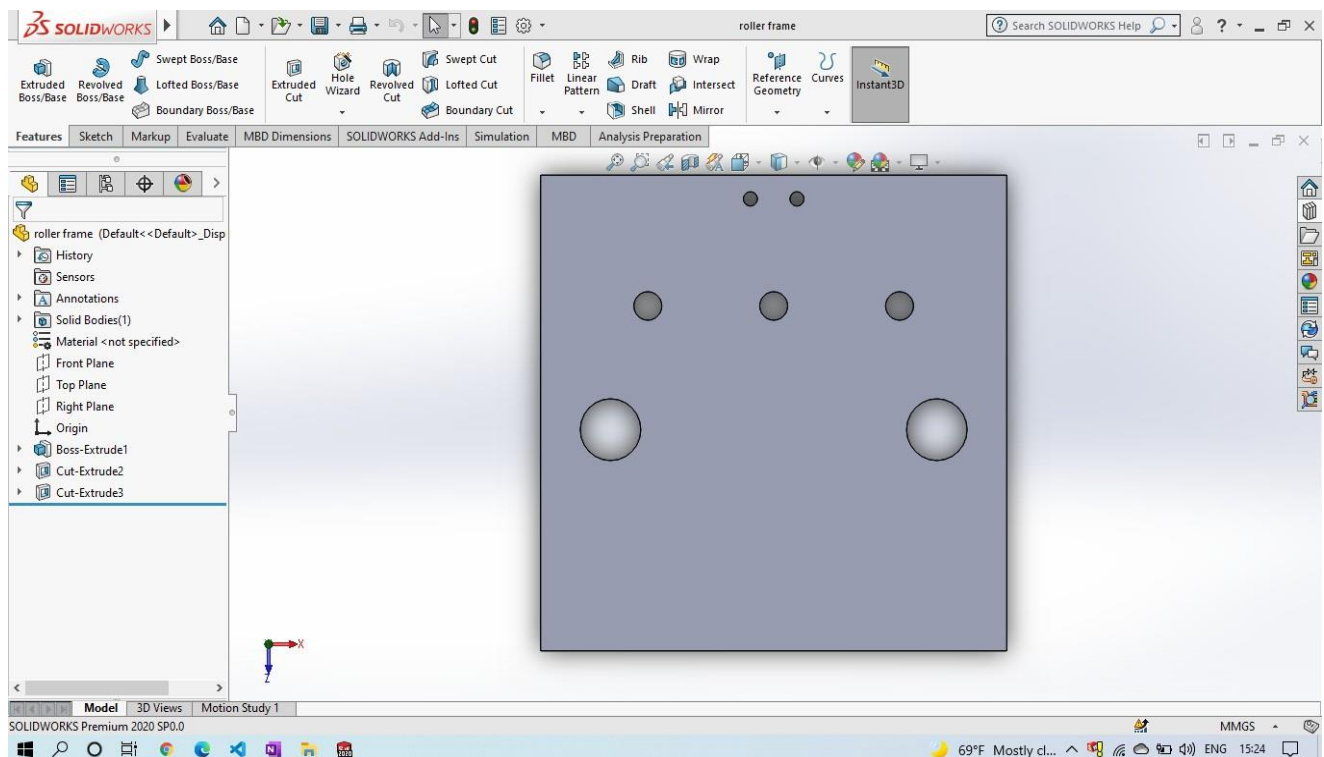 SOLIDWORKS
roller frame
Search SOLIDWORKS Help
?
Extruded Boss/Base
Revolved Boss/Base
Swept Boss/Base
Lofted Boss/Base
Boundary Boss/Base
Extruded Cut
Hole Wizard
Revolved Cut
Swept Cut
Lofted Cut
Boundary Cut
Fillet
Linear Pattern
Rib
Draft
Shell
Wrap
Intersect
Mirror
Reference Geometry
Curves
Instant3D
Features Sketch Markup Evaluate MBD Dimensions SOLIDWORKS Add-Ins Simulation MBD Analysis Preparation
roller frame (Default<<Default>_Disp
History
Sensors
Annotations
Solid Bodies(1)
Material <not specified>
Front Plane
Top Plane
Right Plane
Origin
Boss-Extrude1
Cut-Extrude2
Cut-Extrude3
X
Z
Model 3D Views Motion Study 1
SOLIDWORKS Premium 2020 SP0.0
MMGS
69°F Mostly cl... ENG 15:24